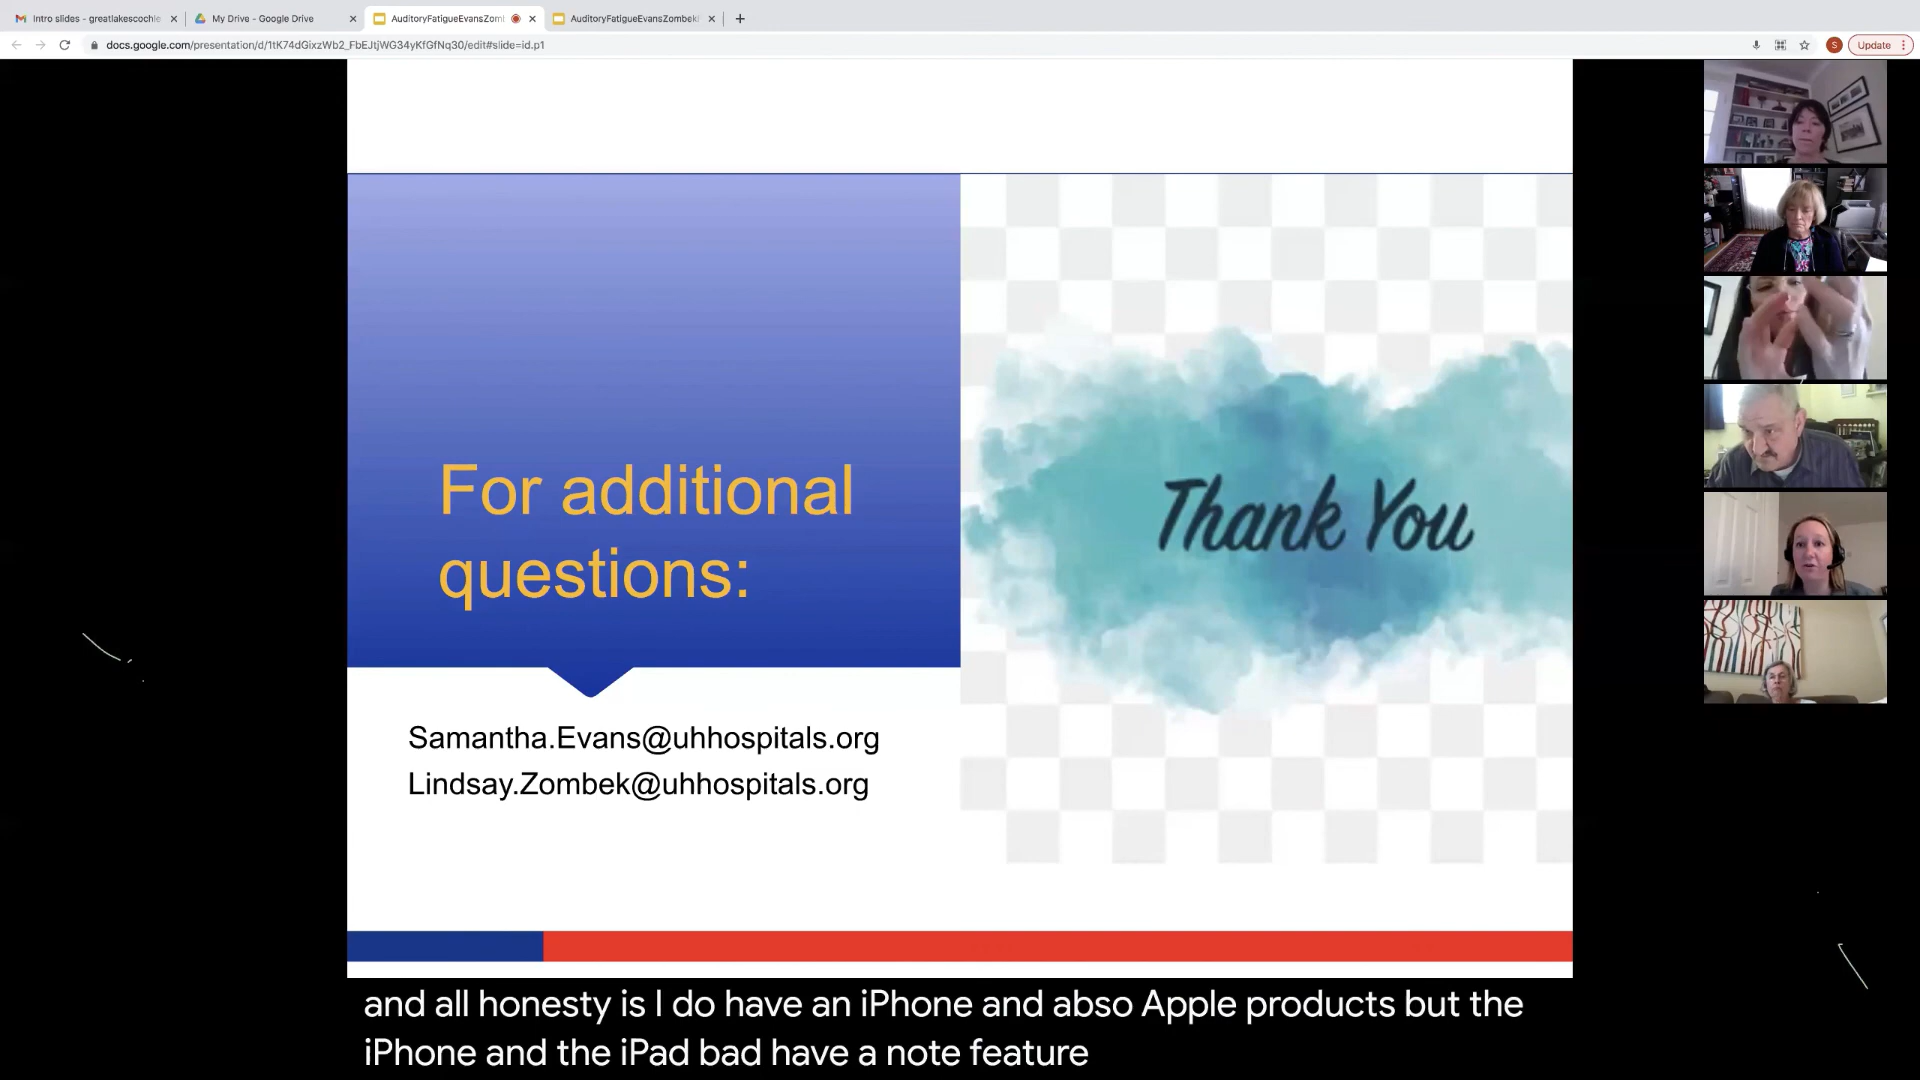 Intro slides - greatlakescochle
My Drive - Google Drive
AuditoryFatigueEvansZom
AuditoryFatigueEvansZombek
docs.google.com/presentation/d/1tK74dGixzWb2_FbEJtjWG34yKfGfNq30/edit#slide=id.p1
S
Update
For additional
questions:
Thank You
Samantha.Evans@uhhospitals.org
Lindsay.Zombek@uhhospitals.org
and all honesty is I do have an iPhone and abso Apple products but the
iPhone and the iPad bad have a note feature